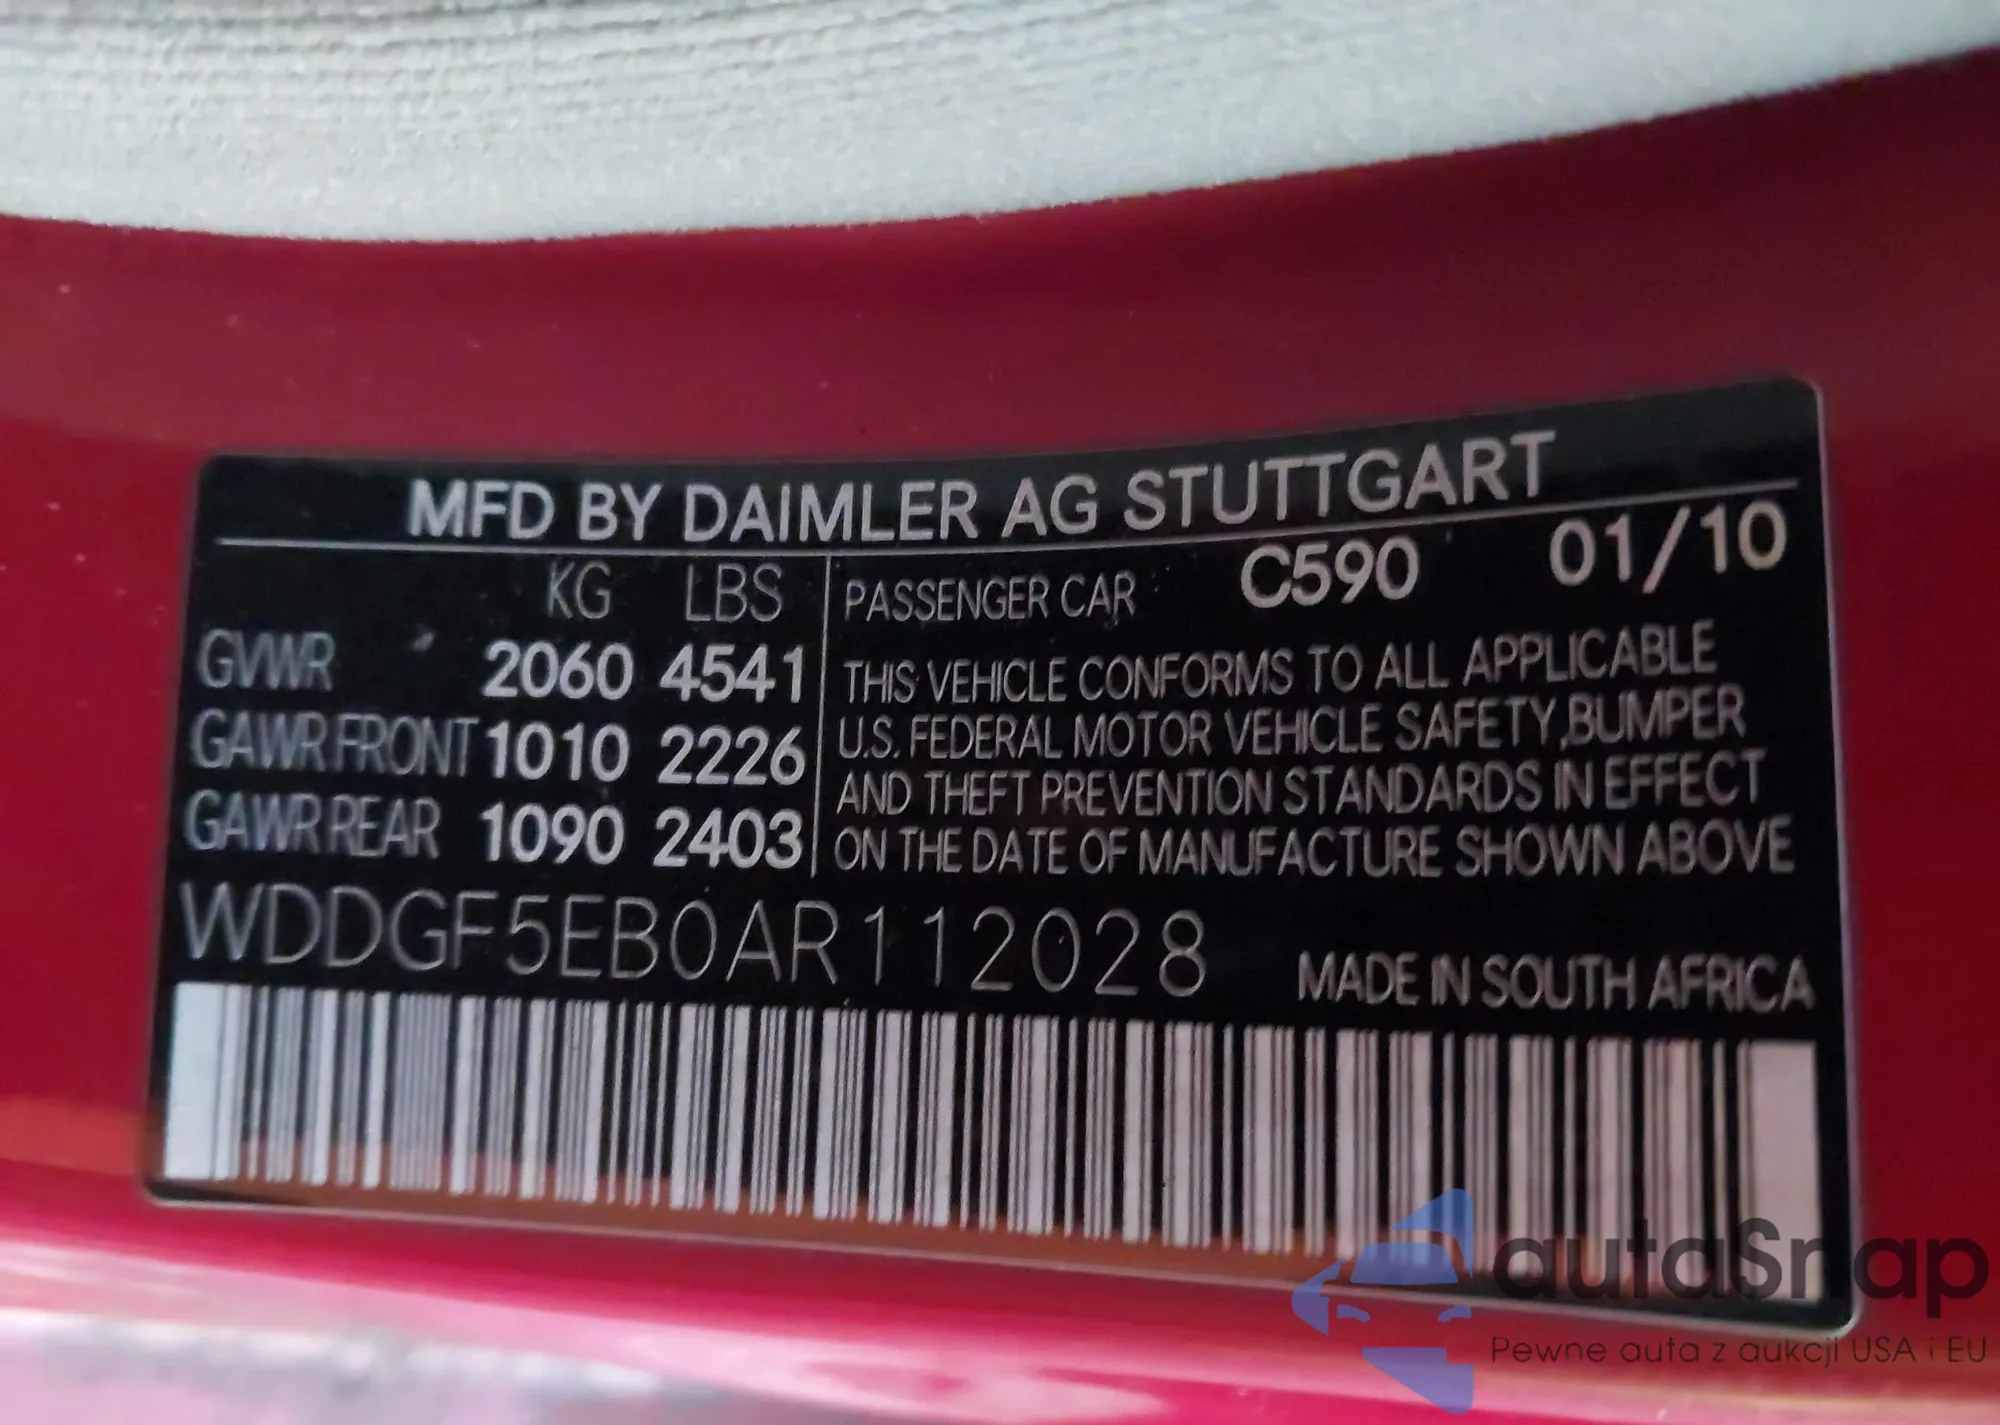 MFD BY DAIMLER AG STUTTGART
KG LBS
GVWR 2060 4541
GAWR FRONT 1010 2226
GAWR REAR 1090 2403
PASSENGER CAR C590 01/10
THIS VEHICLE CONFORMS TO ALL APPLICABLE
U.S. FEDERAL MOTOR VEHICLE SAFETY,BUMPER
AND THEFT PREVENTION STANDARDS IN EFFECT
ON THE DATE OF MANUFACTURE SHOWN ABOVE
WDDGF5EB0AR112028
MADE IN SOUTH AFRICA
autaSnap
Pewne auta z aukcji USA i EU